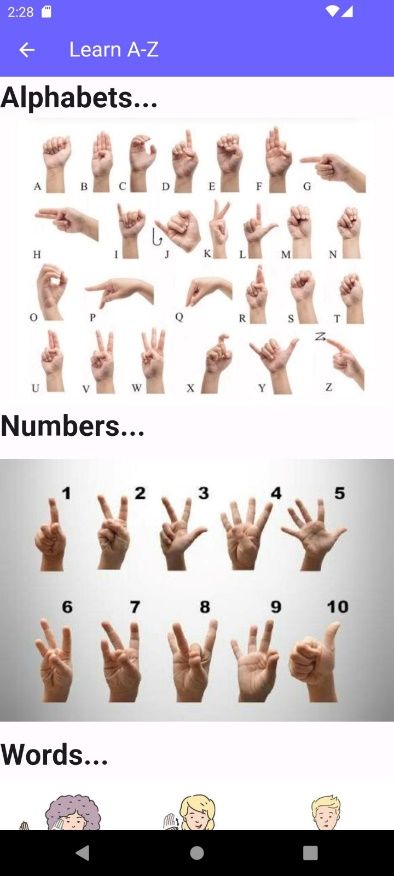 2:28
Learn A-Z
Alphabets...
A B C D E F G
H I J K L M N
O P Q R S T
U V W X Y Z
Numbers...
1 2 3 4 5
6 7 8 9 10
Words...